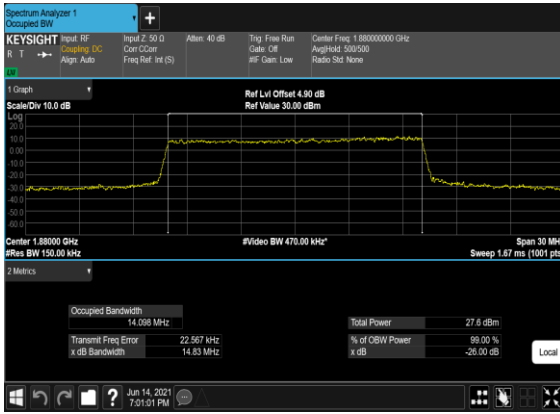 Spectrum Analyzer 1
Occupied BW
KEYSIGHT
R T
LXI
Input: RF
Coupling: DC
Align: Auto
Input Z: 50 Ω
Corr CCorr
Freq Ref: Int (S)
Atten: 40 dB
Trig: Free Run
Gate: Off
#IF Gain: Low
Center Freq: 1.880000000 GHz
Avg|Hold: 500/500
Radio Std: None
1 Graph
Scale/Div 10.0 dB
Ref Lvl Offset 4.90 dB
Ref Value 30.00 dBm
Log
20.0
10.0
0.00
-10.0
-20.0
-30.0
-40.0
-50.0
-60.0
Center 1.88000 GHz
#Res BW 150.00 kHz
#Video BW 470.00 kHz*
Span 30 MH
Sweep 1.67 ms (1001 pts
2 Metrics
Occupied Bandwidth
14.098 MHz
Transmit Freq Error 22.567 kHz
x dB Bandwidth 14.83 MHz
Total Power 27.6 dBm
% of OBW Power 99.00 %
x dB -26.00 dB
Local
?
Jun 14, 2021
7:01:01 PM